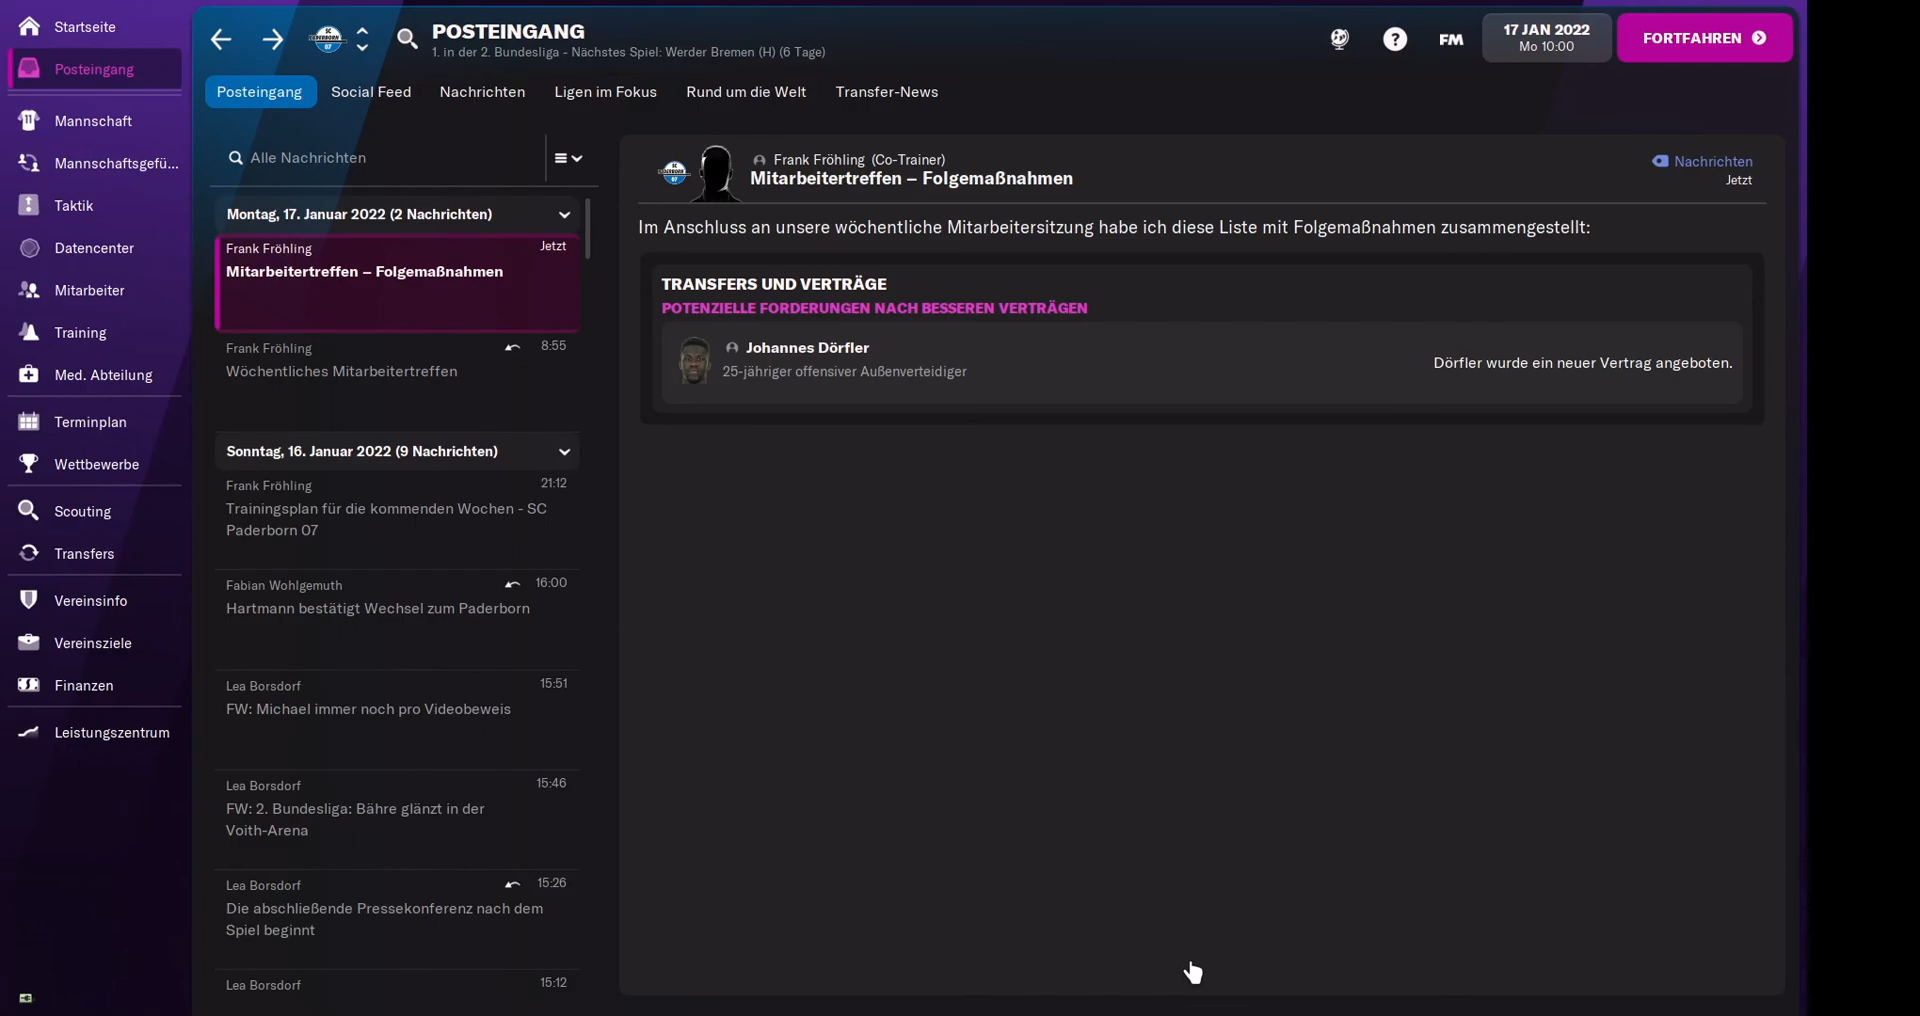 Startseite
Posteingang
Mannschaft
Mannschaftsgefü...
Taktik
Datencenter
Mitarbeiter
Training
Med. Abteilung
Terminplan
Wettbewerbe
Scouting
Transfers
Vereinsinfo
Vereinsziele
Finanzen
Leistungszentrum
POSTEINGANG
1. in der 2. Bundesliga - Nächstes Spiel: Werder Bremen (H) (6 Tage)
FM
17 JAN 2022
Mo 10:00
FORTFAHREN
Posteingang
Social Feed
Nachrichten
Ligen im Fokus
Rund um die Welt
Transfer-News
Alle Nachrichten
Montag, 17. Januar 2022 (2 Nachrichten)
Frank Fröhling Jetzt
Mitarbeitertreffen – Folgemaßnahmen
Frank Fröhling 8:55
Wöchentliches Mitarbeitertreffen
Sonntag, 16. Januar 2022 (9 Nachrichten)
Frank Fröhling 21:12
Trainingsplan für die kommenden Wochen - SC
Paderborn 07
Fabian Wohlgemuth 16:00
Hartmann bestätigt Wechsel zum Paderborn
Lea Borsdorf 15:51
FW: Michael immer noch pro Videobeweis
Lea Borsdorf 15:46
FW: 2. Bundesliga: Bähre glänzt in der
Voith-Arena
Lea Borsdorf 15:26
Die abschließende Pressekonferenz nach dem
Spiel beginnt
Lea Borsdorf 15:12
Frank Fröhling (Co-Trainer)
Mitarbeitertreffen – Folgemaßnahmen
Nachrichten
Jetzt
Im Anschluss an unsere wöchentliche Mitarbeitersitzung habe ich diese Liste mit Folgemaßnahmen zusammengestellt:
TRANSFERS UND VERTRÄGE
POTENZIELLE FORDERUNGEN NACH BESSEREN VERTRÄGEN
Johannes Dörfler
25-jähriger offensiver Außenverteidiger
Dörfler wurde ein neuer Vertrag angeboten.